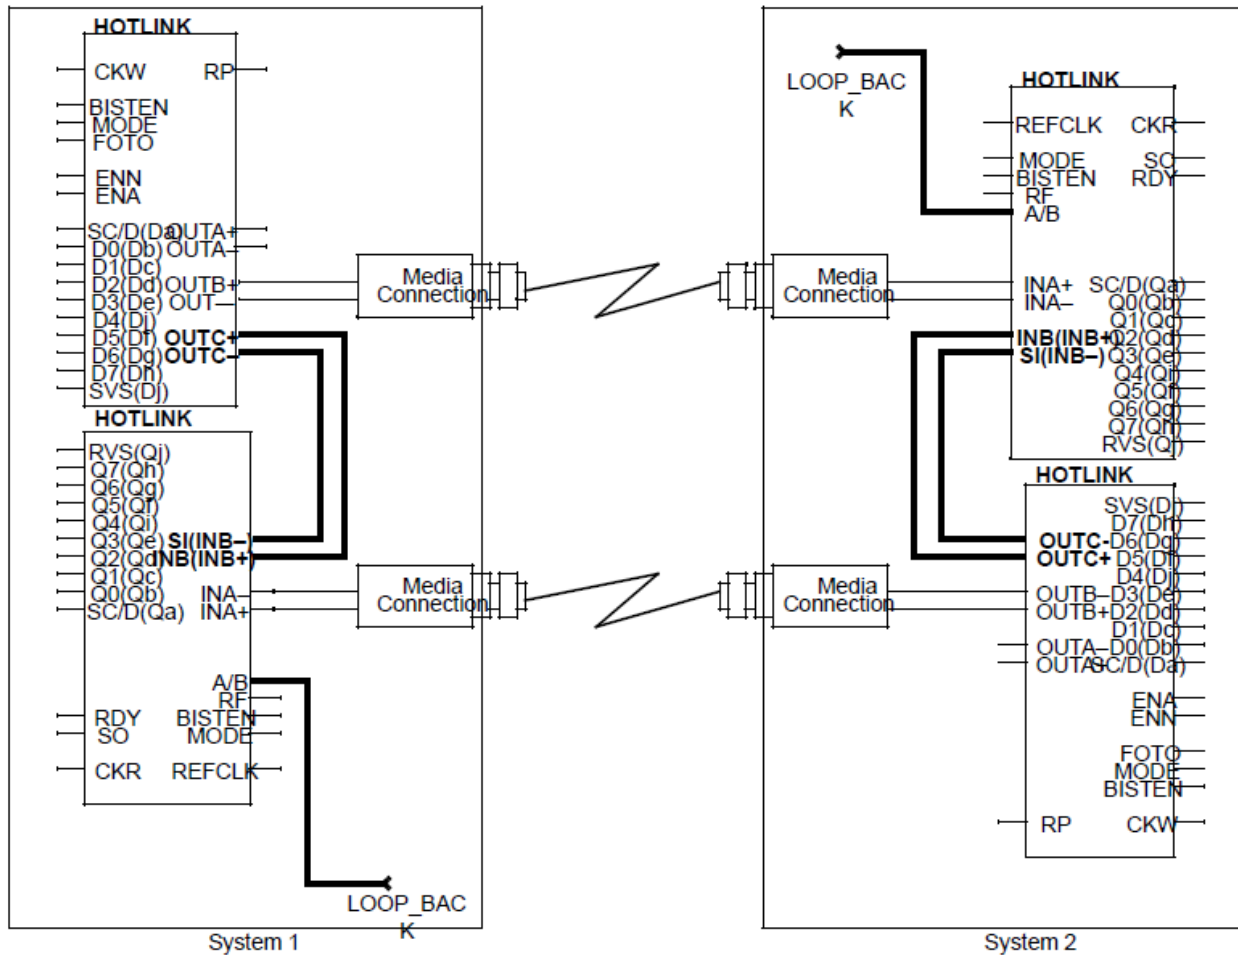 HOTLINK
CKW RP
BISTEN
MODE
FOTO
ENN
ENA
SC/D(Da) OUTA+
D0(Db) OUTA–
D1(Dc)
D2(Dd) OUTB+
D3(De) OUT–
D4(Dj)
D5(Df) OUTC+
D6(Dg) OUTC–
D7(Dh)
SVS(Dj)
HOTLINK
RVS(Qj)
Q7(Qh)
Q6(Qg)
Q5(Qf)
Q4(Qi)
Q3(Qe) SI(INB–)
Q2(Qd) INB(INB+)
Q1(Qc)
Q0(Qb) INA–
SC/D(Qa) INA+
A/B
RF
RDY BISTEN
SO MODE
CKR REFCLK
LOOP_BAC
K
System 1
Media
Connection
Media
Connection
Media
Connection
Media
Connection
LOOP_BAC
K
HOTLINK
REFCLK CKR
MODE SO
BISTEN RDY
RF
A/B
INA+ SC/D(Qa)
INA– Q0(Qb)
Q1(Qc)
INB(INB+) Q2(Qd)
SI(INB–) Q3(Qe)
Q4(Qi)
Q5(Qf)
Q6(Qg)
Q7(Qh)
RVS(Qj)
HOTLINK
SVS(Dj)
D7(Dh)
OUTC- D6(Dg)
OUTC+ D5(Df)
D4(Dj)
OUTB– D3(De)
OUTB+ D2(Dd)
D1(Dc)
OUTA– D0(Db)
OUTA+ SC/D(Da)
ENA
ENN
FOTO
MODE
BISTEN
RP CKW
System 2